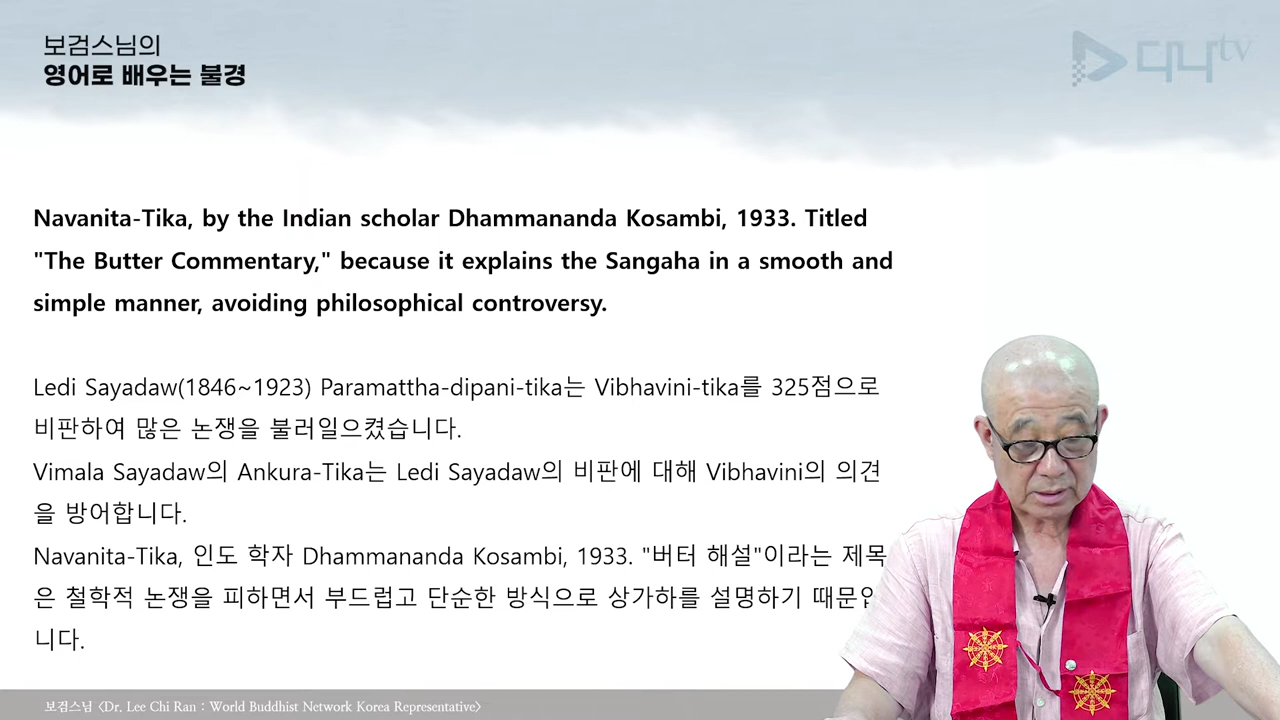 보검스님의
영어로 배우는 불경
디나tv
Navanita-Tika, by the Indian scholar Dhammananda Kosambi, 1933. Titled
"The Butter Commentary," because it explains the Sangaha in a smooth and
simple manner, avoiding philosophical controversy.
Ledi Sayadaw(1846~1923) Paramattha-dipani-tika는 Vibhavini-tika를 325점으로
비판하여 많은 논쟁을 불러일으켰습니다.
Vimala Sayadaw의 Ankura-Tika는 Ledi Sayadaw의 비판에 대해 Vibhavini의 의견
을 방어합니다.
Navanita-Tika, 인도 학자 Dhammananda Kosambi, 1933. "버터 해설"이라는 제목
은 철학적 논쟁을 피하면서 부드럽고 단순한 방식으로 상가하를 설명하기 때문입
니다.
보검스님 <Dr. Lee Chi Ran : World Buddhist Network Korea Representative>